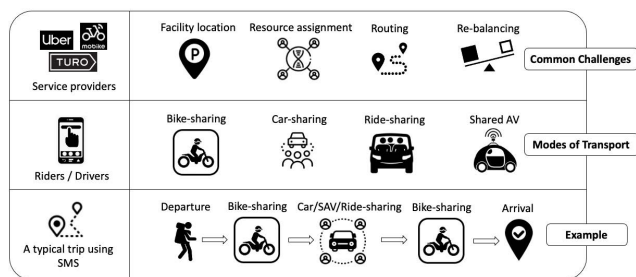 Uber
mobike
TURO
Service providers
Facility location
P
Resource assignment
Routing
Re-balancing
Common Challenges
Riders / Drivers
Bike-sharing
Car-sharing
Ride-sharing
Shared AV
Modes of Transport
A typical trip using
SMS
Departure
Bike-sharing
Car/SAV/Ride-sharing
Bike-sharing
Arrival
Example